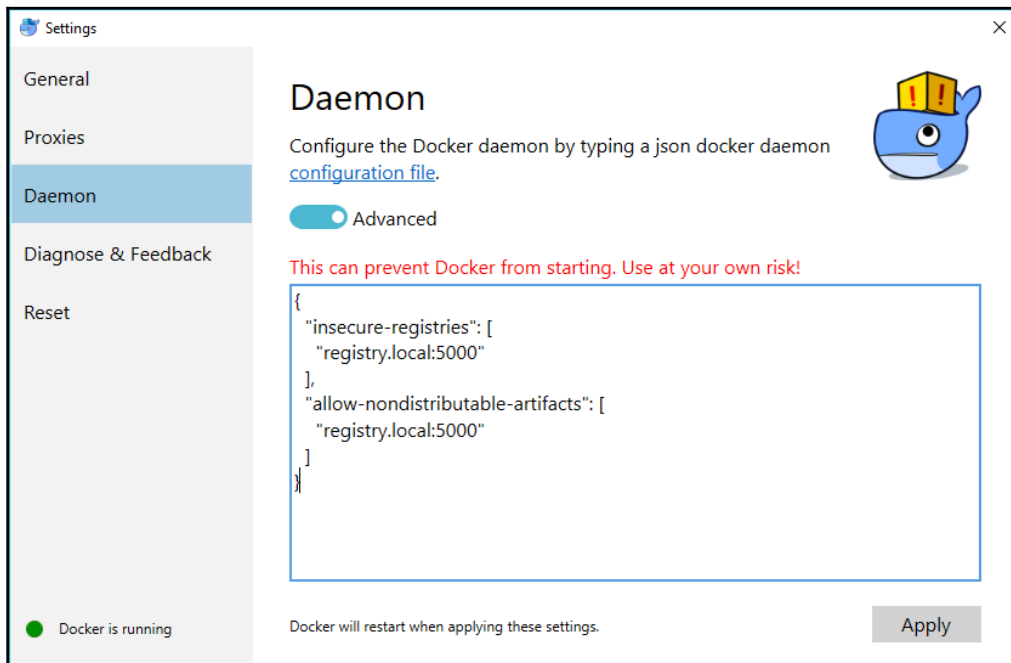 Settings
General
Proxies
Daemon
Diagnose & Feedback
Reset
Docker is running
Daemon
Configure the Docker daemon by typing a json docker daemon
configuration file.
Advanced
This can prevent Docker from starting. Use at your own risk!
{
  "insecure-registries": [
    "registry.local:5000"
  ],
  "allow-nondistributable-artifacts": [
    "registry.local:5000"
  ]
}
Docker will restart when applying these settings.
Apply
! !